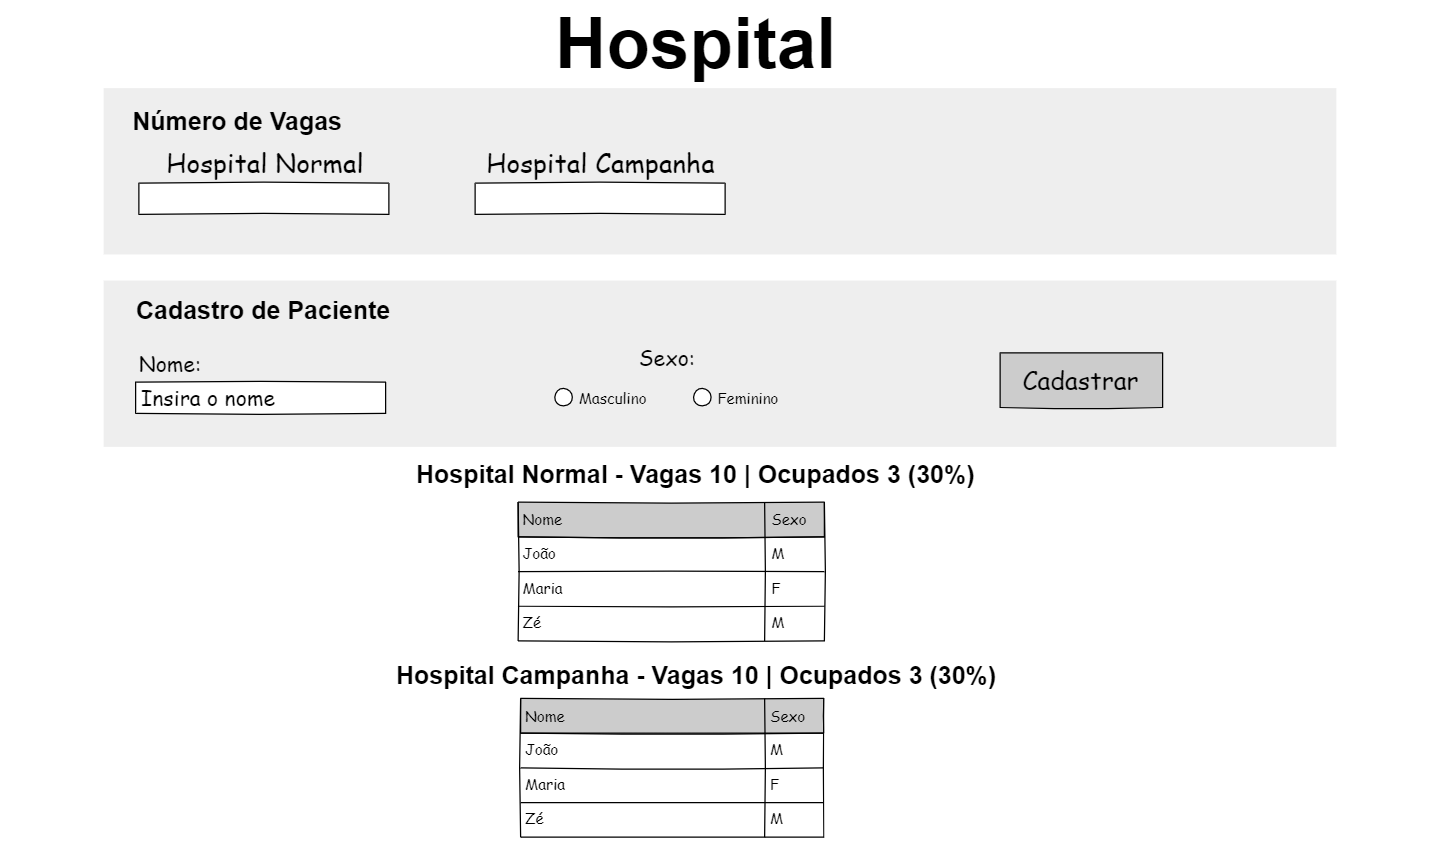 Hospital
Número de Vagas
Hospital Normal
Hospital Campanha
Cadastro de Paciente
Nome:
Insira o nome
Sexo:
Masculino
Feminino
Cadastrar
Hospital Normal - Vagas 10 | Ocupados 3 (30%)
Nome Sexo
João M
Maria F
Zé M
Hospital Campanha - Vagas 10 | Ocupados 3 (30%)
Nome Sexo
João M
Maria F
Zé M